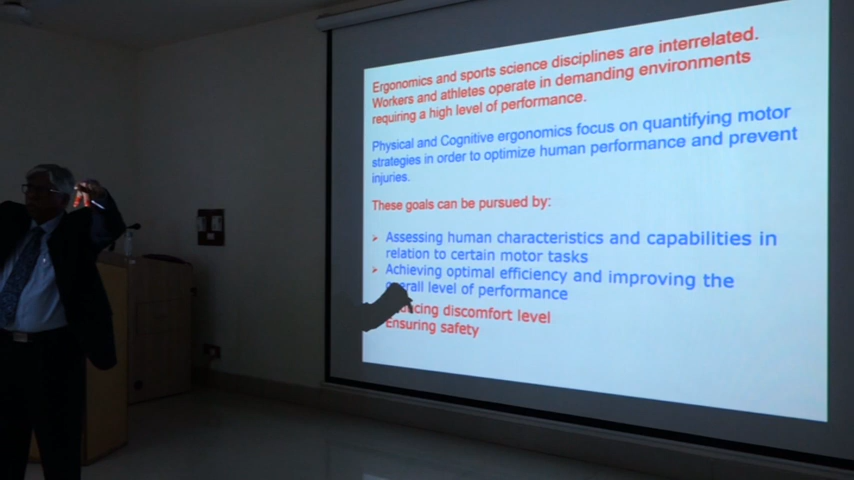 Ergonomics and sports science disciplines are interrelated.
Workers and athletes operate in demanding environments
requiring a high level of performance.
Physical and Cognitive ergonomics focus on quantifying motor
strategies in order to optimize human performance and prevent
injuries.
These goals can be pursued by:
Assessing human characteristics and capabilities in
relation to certain motor tasks
Achieving optimal efficiency and improving the
level of performance
discomfort level
Ensuring safety